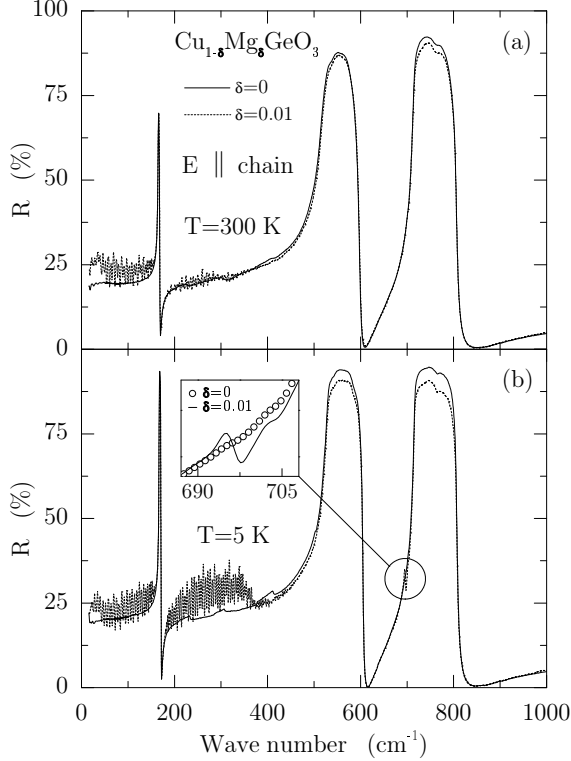 100
(a)
Cu1-δMgδGeO3
δ=0
75
δ=0.01
R (%)
50
E || chain
T=300 K
25
0
(b)
δ=0
δ=0.01
75
690 705
R (%)
50
T=5 K
25
0
0 200 400 600 800 1000
Wave number (cm-1)